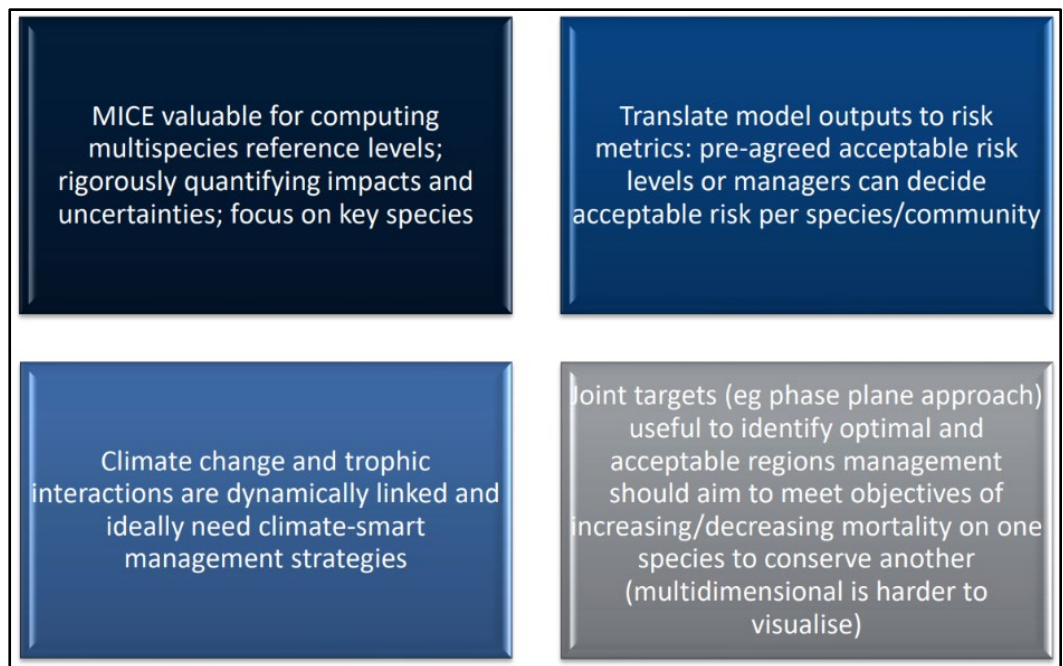 MICE valuable for computing
multispecies reference levels;
rigorously quantifying impacts and
uncertainties; focus on key species
Translate model outputs to risk
metrics: pre-agreed acceptable risk
levels or managers can decide
acceptable risk per species/community
Climate change and trophic
interactions are dynamically linked and
ideally need climate-smart
management strategies
Joint targets (eg phase plane approach)
useful to identify optimal and
acceptable regions management
should aim to meet objectives of
increasing/decreasing mortality on one
species to conserve another
(multidimensional is harder to
visualise)